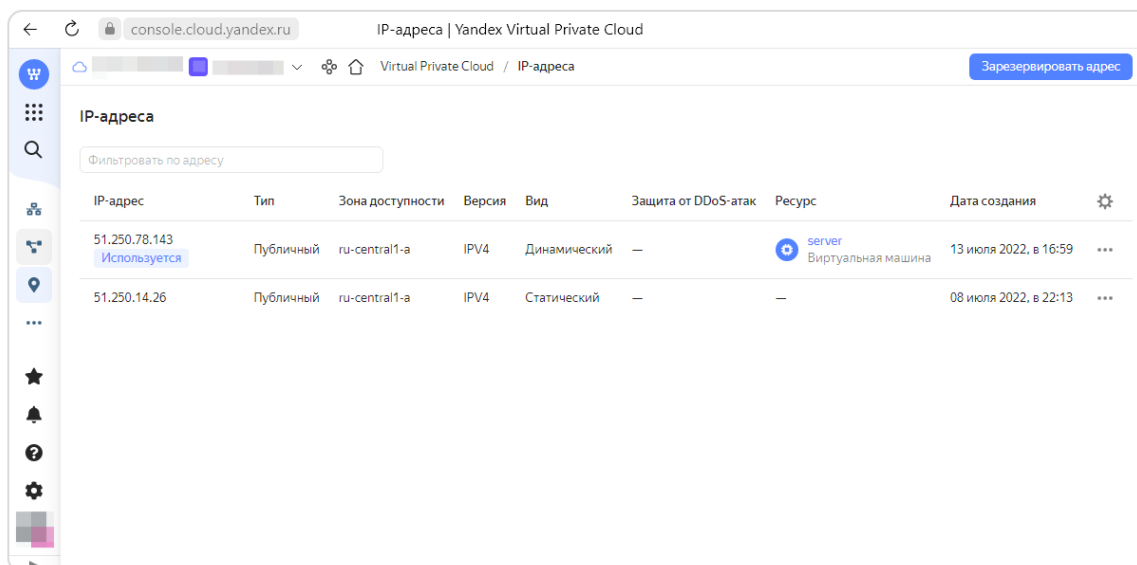 console.cloud.yandex.ru IP-адреса | Yandex Virtual Private Cloud
Virtual Private Cloud / IP-адреса Зарезервировать адрес
IP-адреса
Фильтровать по адресу
IP-адрес Тип Зона доступности Версия Вид Защита от DDoS-атак Ресурс Дата создания
51.250.78.143 Используется Публичный ru-central1-a IPV4 Динамический — server Виртуальная машина 13 июля 2022, в 16:59
51.250.14.26 Публичный ru-central1-a IPV4 Статический — — 08 июля 2022, в 22:13